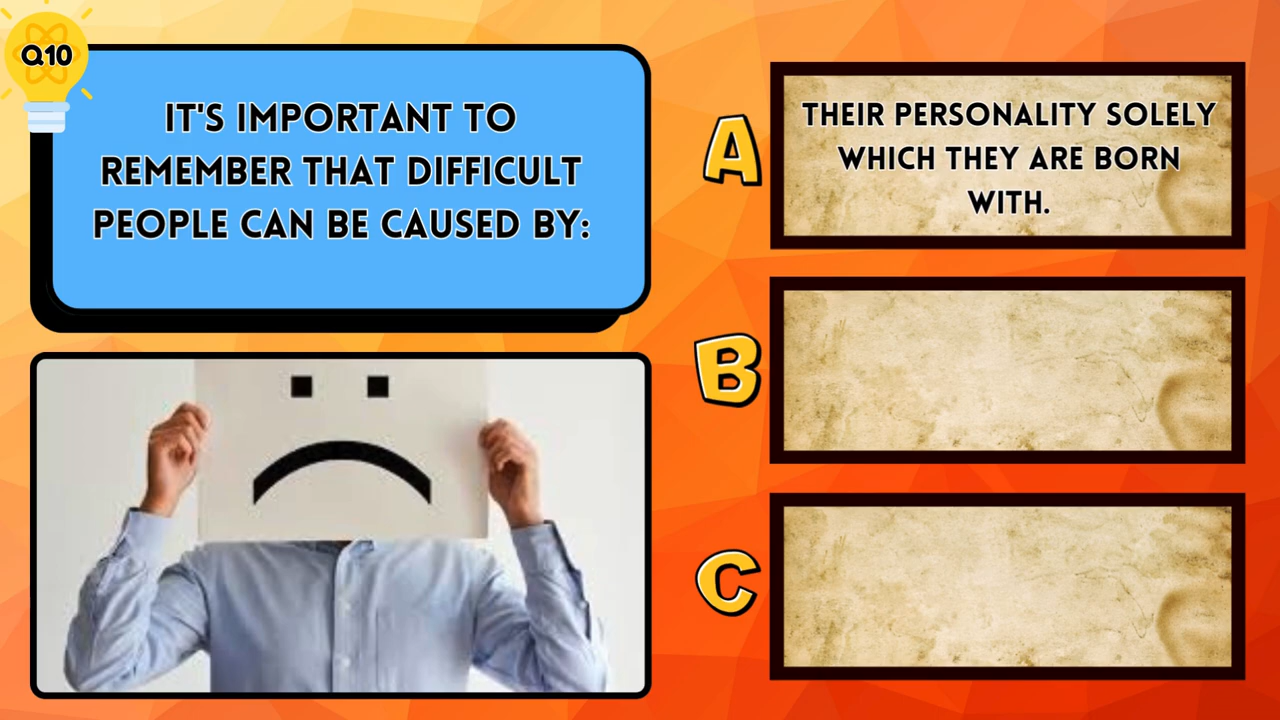 Q10
IT'S IMPORTANT TO
REMEMBER THAT DIFFICULT
PEOPLE CAN BE CAUSED BY:
A
THEIR PERSONALITY SOLELY
WHICH THEY ARE BORN
WITH.
B
C